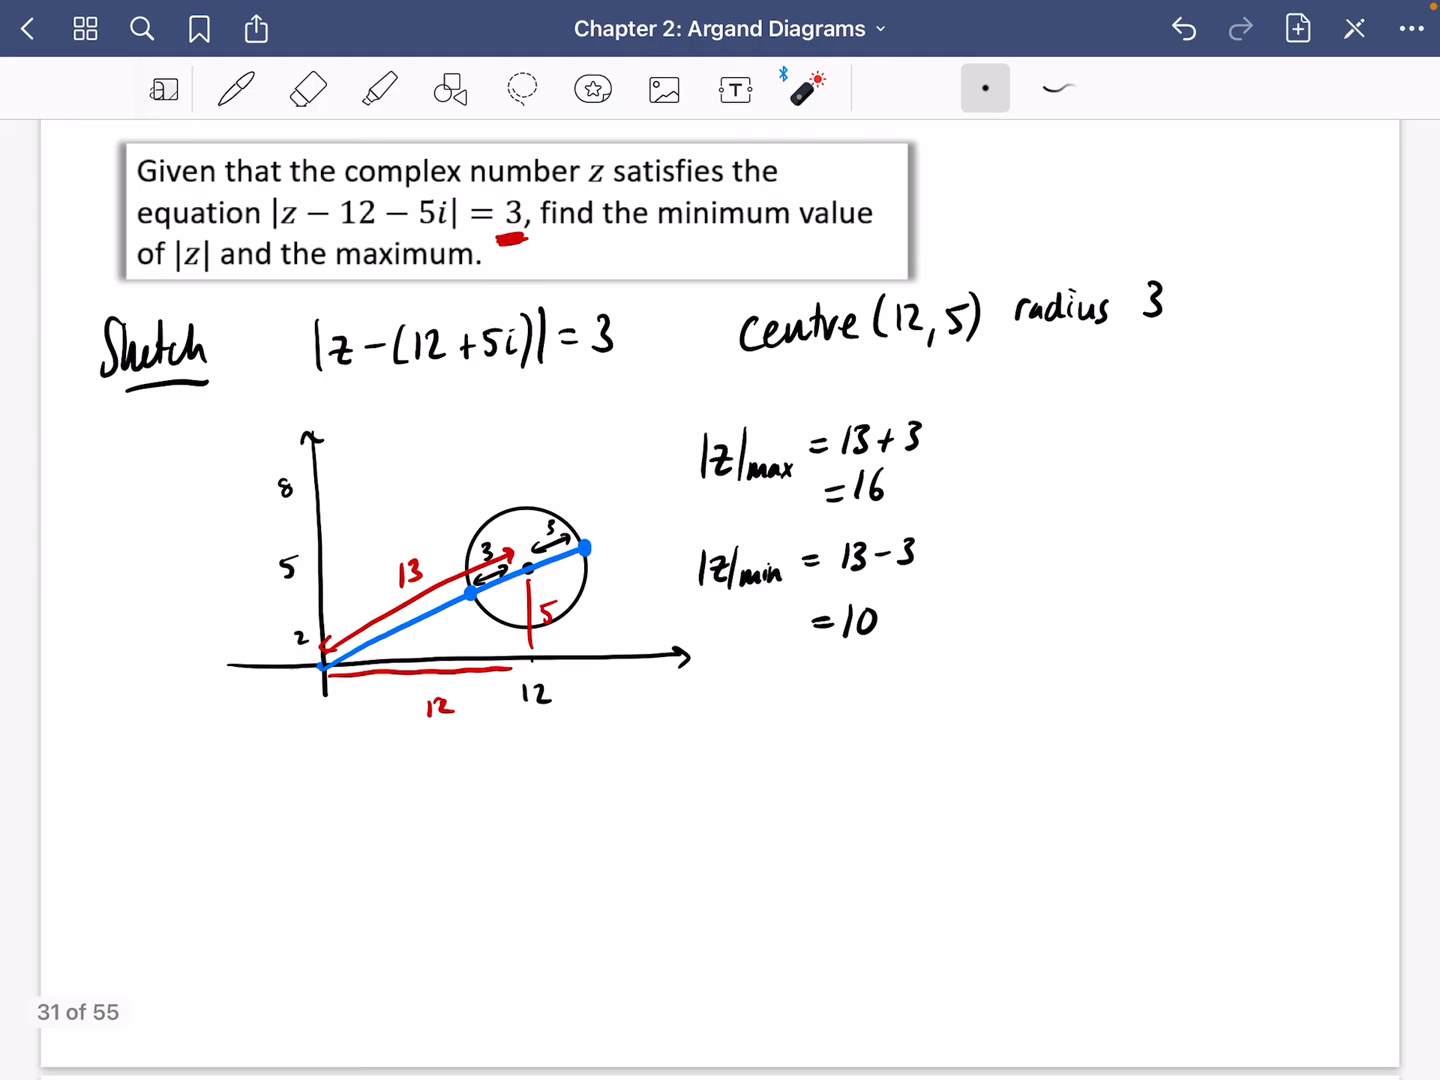 Chapter 2: Argand Diagrams
Given that the complex number z satisfies the
equation |z − 12 − 5i| = 3, find the minimum value
of |z| and the maximum.
Sketch |z-(12+5i)|=3 centre (12,5) radius 3
|z|max = 13+3
=16
|z|min = 13-3
=10
8
5
2
13
3
3
5
12
12
31 of 55